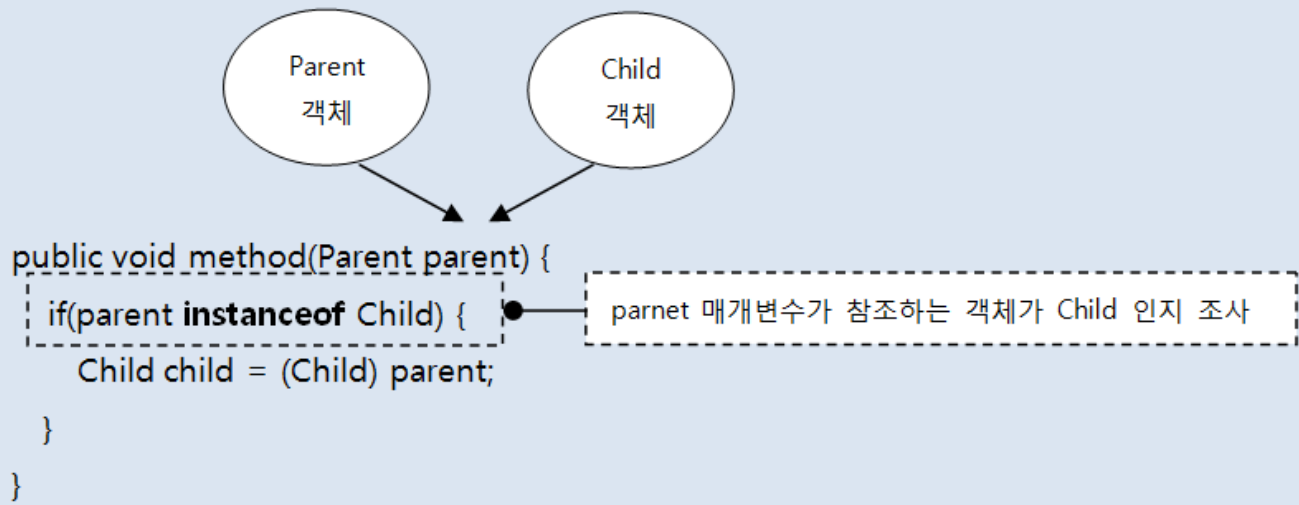 Parent
객체
Child
객체
public void method(Parent parent) {
if(parent instanceof Child) {
parnet 매개변수가 참조하는 객체가 Child 인지 조사
Child child = (Child) parent;
}
}